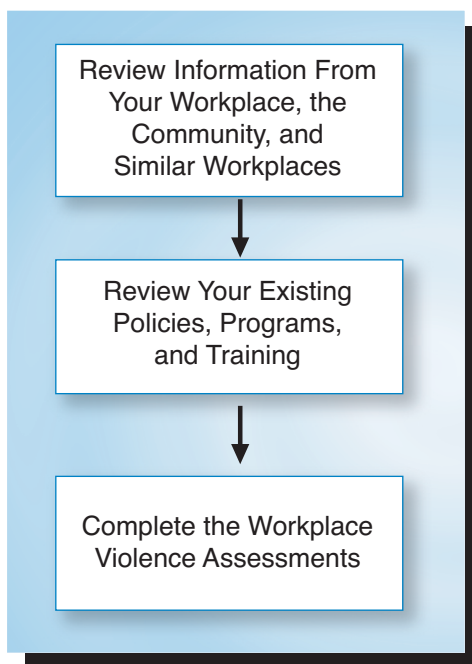 Review Information From
Your Workplace, the
Community, and
Similar Workplaces
Review Your Existing
Policies, Programs,
and Training
Complete the Workplace
Violence Assessments